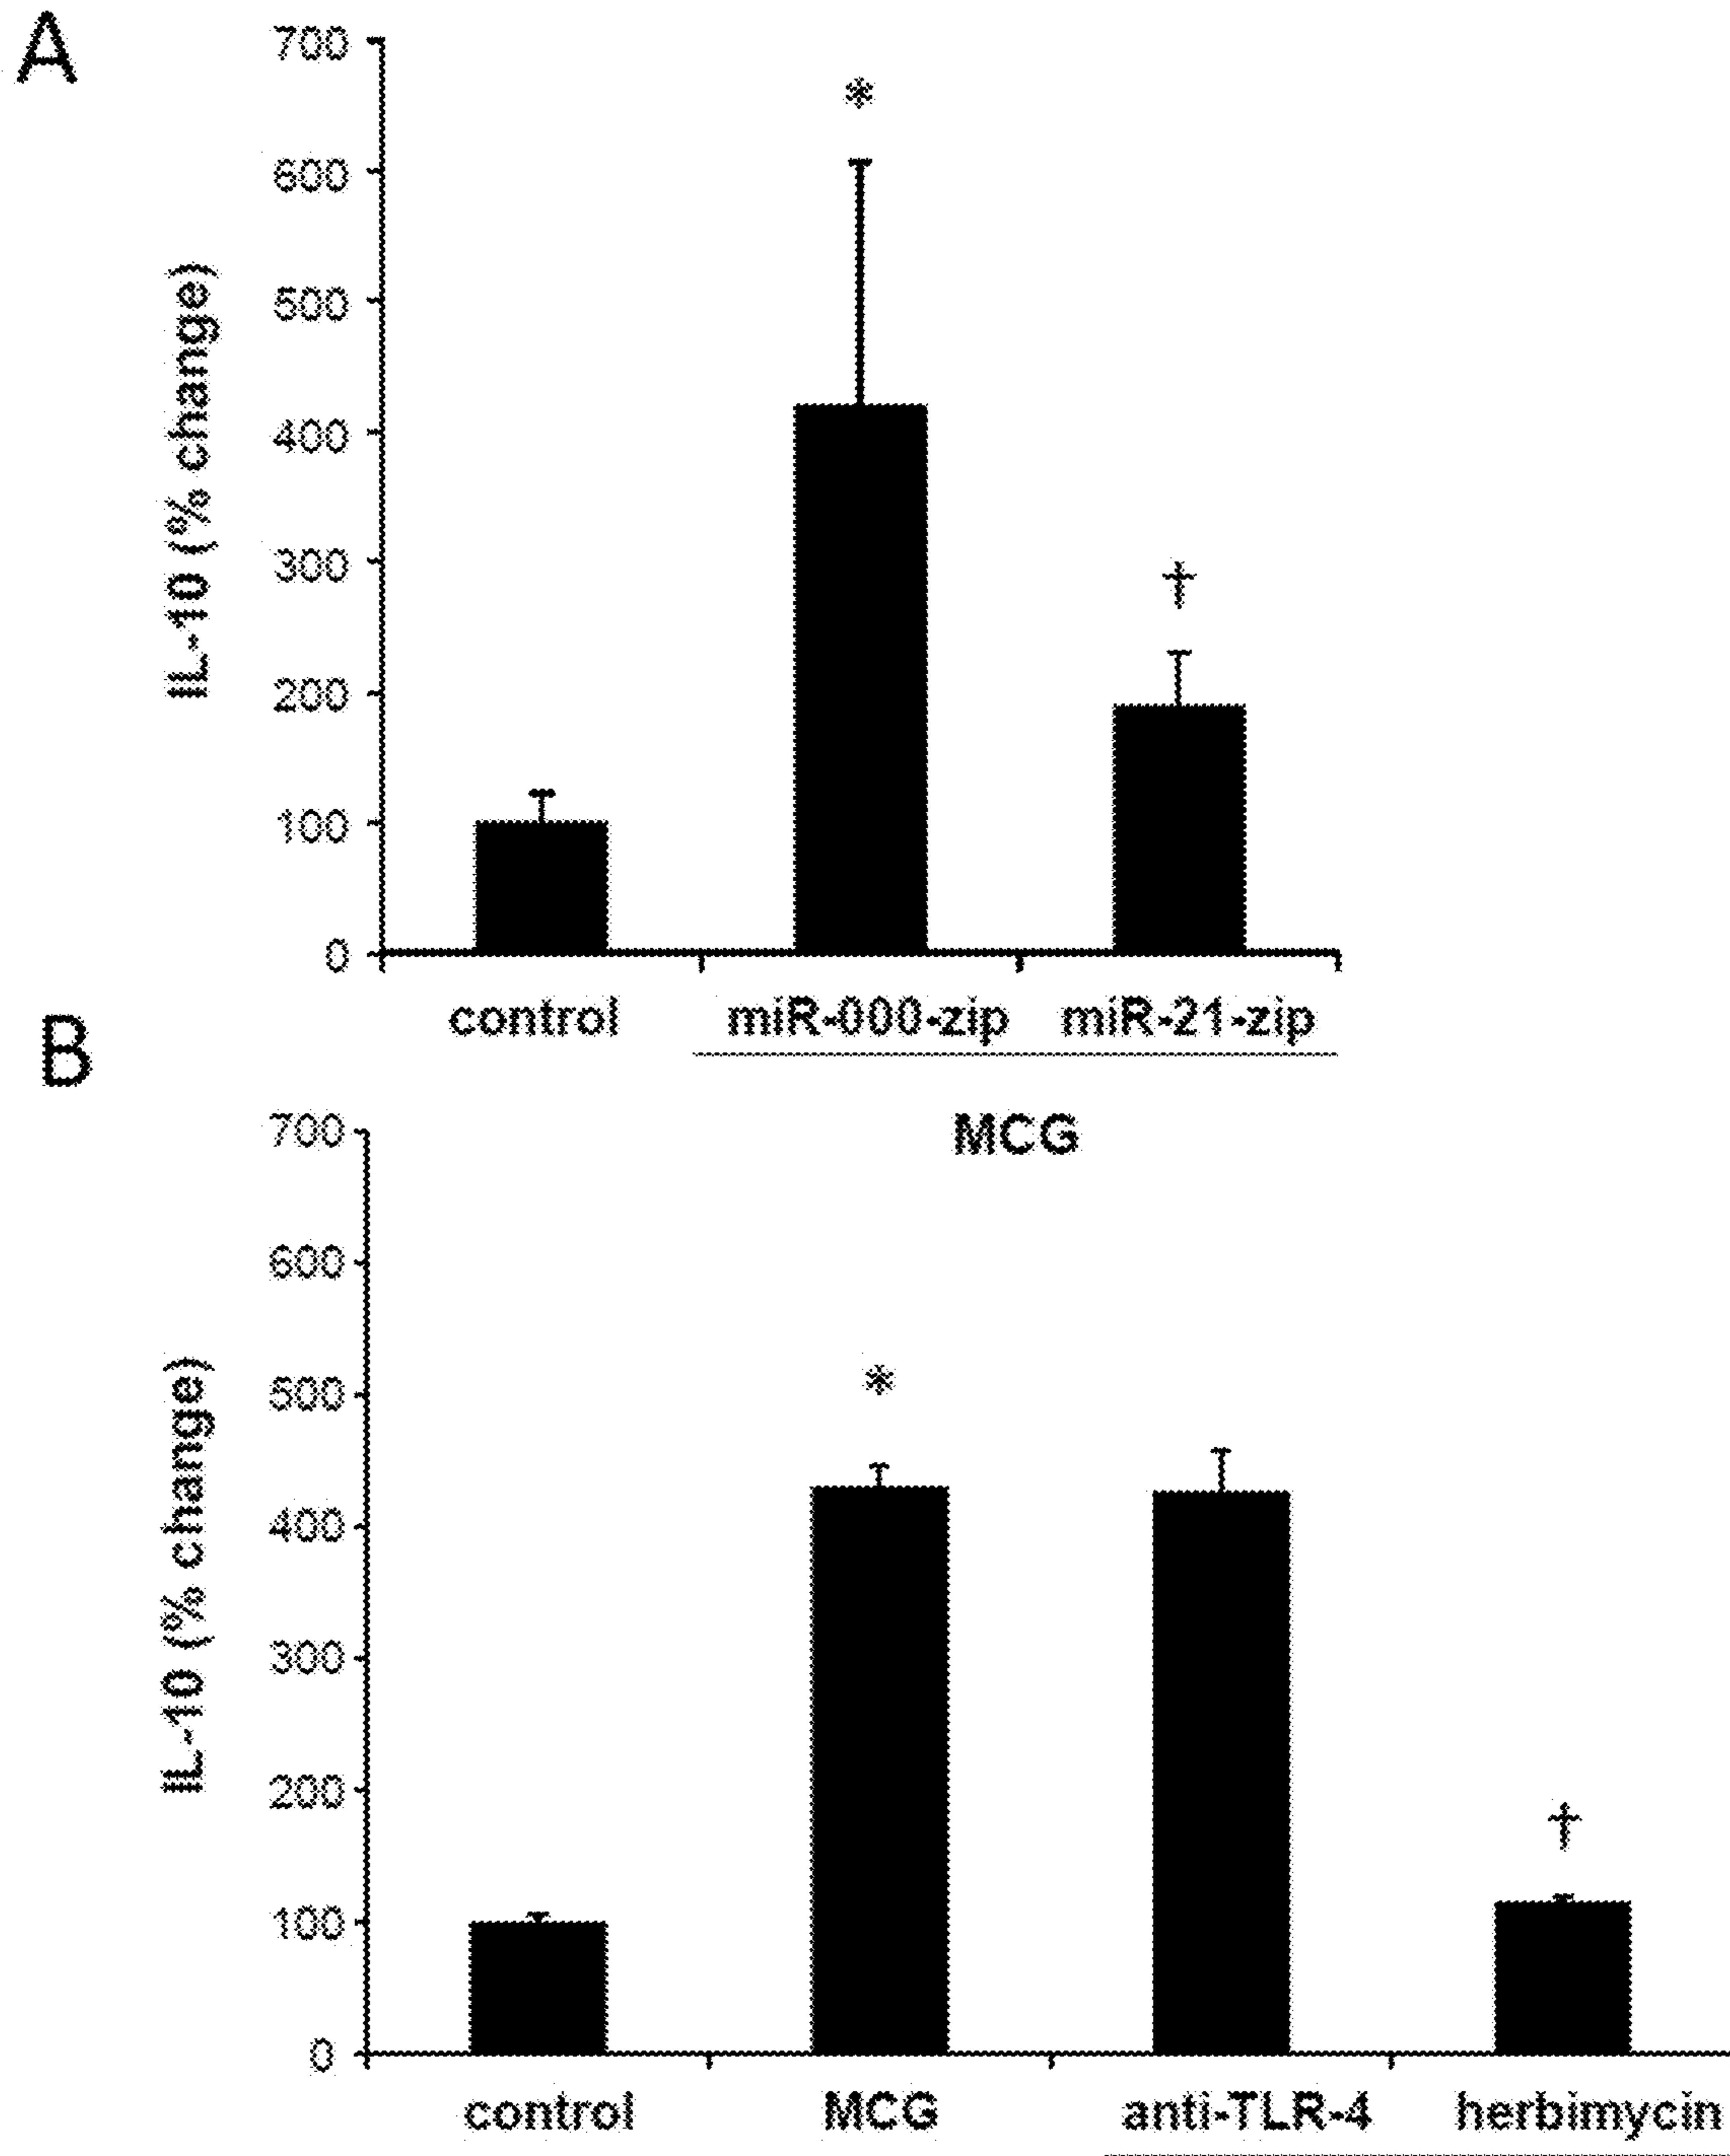 A
IL-10 (% change)
700
*
600
500
400
300
†
200
100
0
control miR-000-zip miR-21-zip
MCG
B
IL-10 (% change)
700
600
500
*
400
300
200
†
100
0
control MCG anti-TLR-4 herbimycin